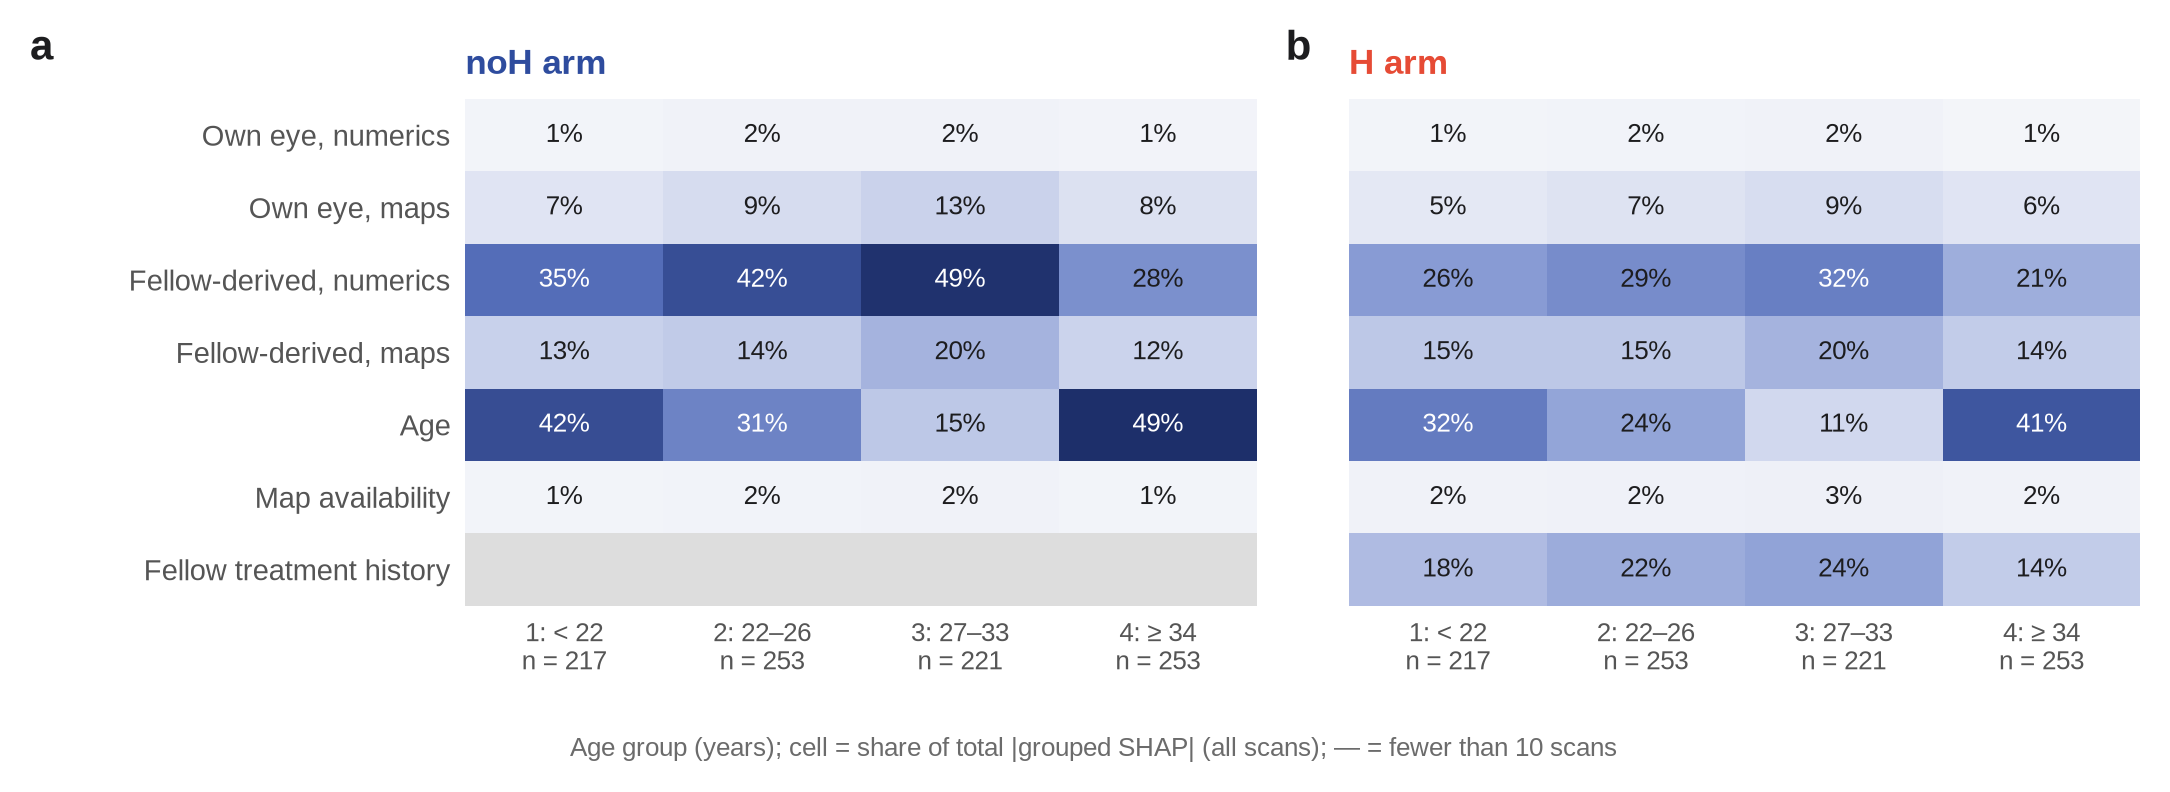 a
noH arm
b
H arm
Own eye, numerics 1% 2% 2% 1% 1% 2% 2% 1%
Own eye, maps 7% 9% 13% 8% 5% 7% 9% 6%
Fellow-derived, numerics 35% 42% 49% 28% 26% 29% 32% 21%
Fellow-derived, maps 13% 14% 20% 12% 15% 15% 20% 14%
Age 42% 31% 15% 49% 32% 24% 11% 41%
Map availability 1% 2% 2% 1% 2% 2% 3% 2%
Fellow treatment history 18% 22% 24% 14%
1: < 22 2: 22–26 3: 27–33 4: ≥ 34 1: < 22 2: 22–26 3: 27–33 4: ≥ 34
n = 217 n = 253 n = 221 n = 253 n = 217 n = 253 n = 221 n = 253
Age group (years); cell = share of total |grouped SHAP| (all scans); — = fewer than 10 scans